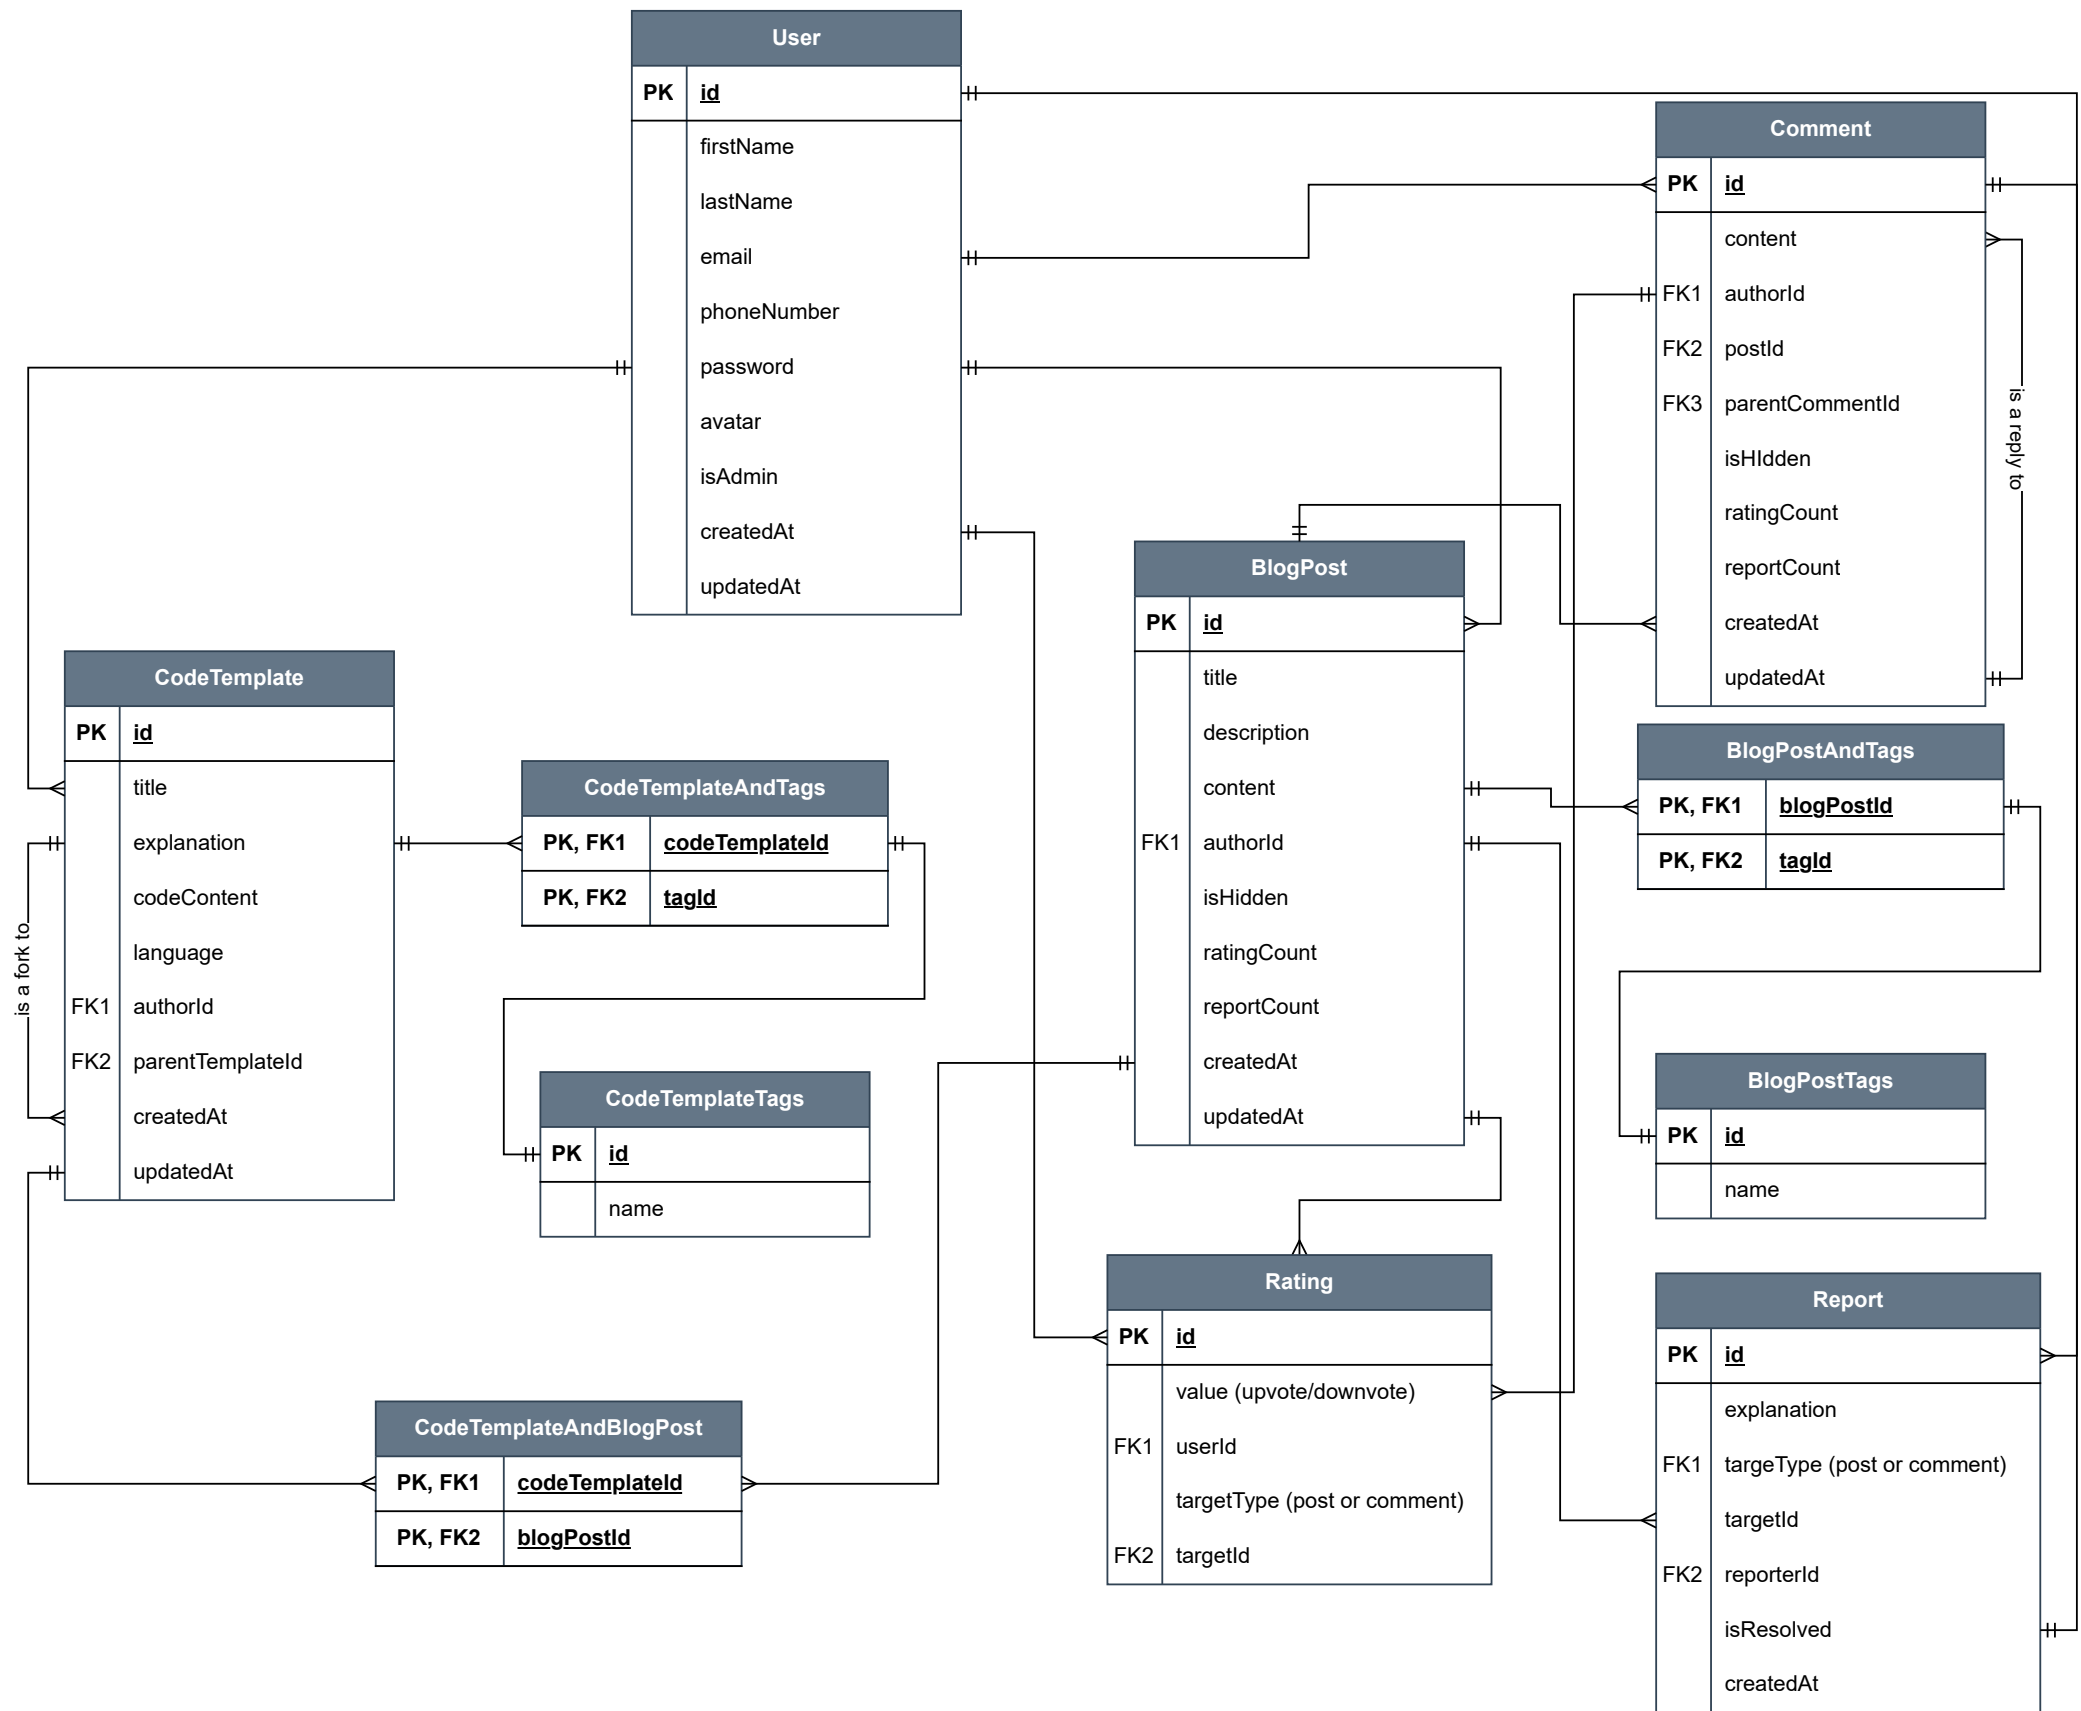 User
PK id
firstName
lastName
email
phoneNumber
password
avatar
isAdmin
createdAt
updatedAt
Comment
PK id
content
FK1 authorId
FK2 postId
FK3 parentCommentId
isHIdden
ratingCount
reportCount
createdAt
updatedAt
is a reply to
BlogPost
PK id
title
description
content
FK1 authorId
isHidden
ratingCount
reportCount
createdAt
updatedAt
CodeTemplate
PK id
title
explanation
codeContent
language
FK1 authorId
FK2 parentTemplateId
createdAt
updatedAt
is a fork to
CodeTemplateAndTags
PK, FK1 codeTemplateId
PK, FK2 tagId
BlogPostAndTags
PK, FK1 blogPostId
PK, FK2 tagId
CodeTemplateTags
PK id
name
BlogPostTags
PK id
name
Rating
PK id
value (upvote/downvote)
FK1 userId
targetType (post or comment)
FK2 targetId
Report
PK id
explanation
FK1 targeType (post or comment)
targetId
FK2 reporterId
isResolved
createdAt
CodeTemplateAndBlogPost
PK, FK1 codeTemplateId
PK, FK2 blogPostId